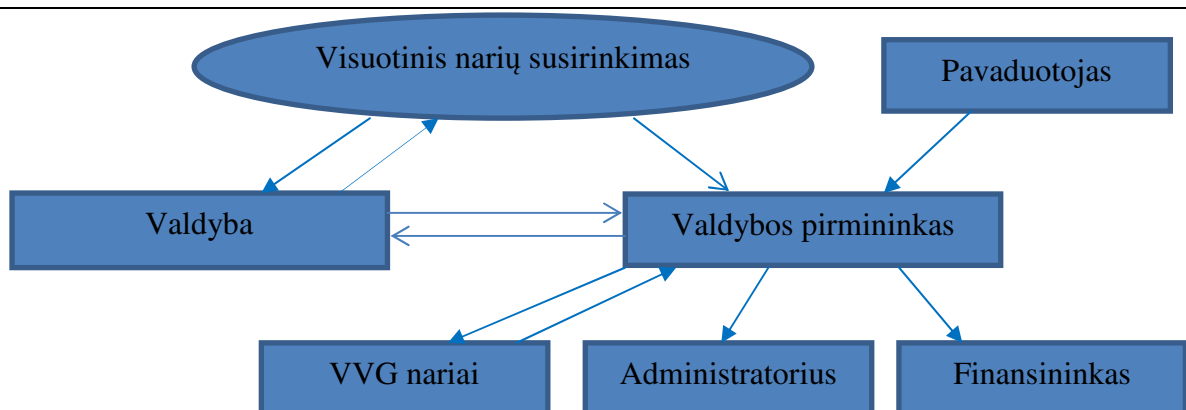 Visuotinis narių susirinkimas
Pavaduotojas
Valdyba
Valdybos pirmininkas
VVG nariai
Administratorius
Finansininkas